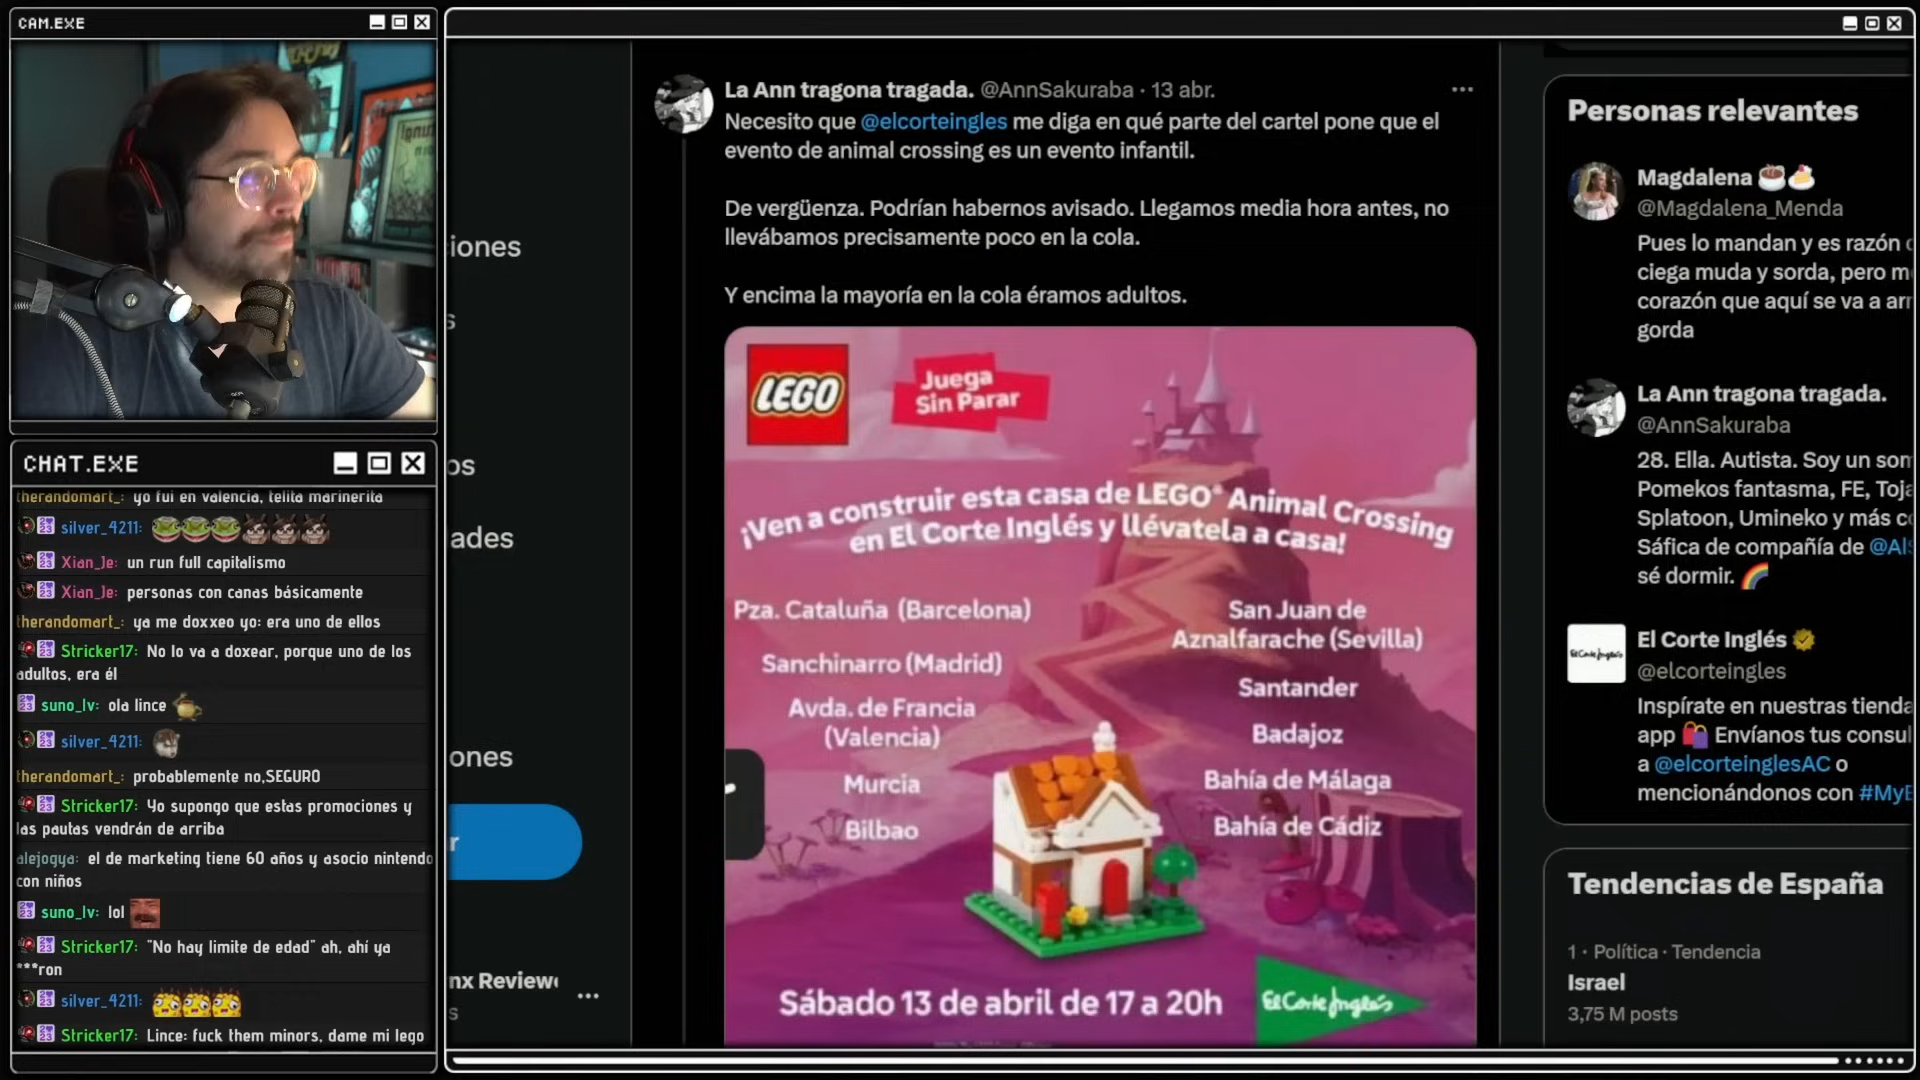 CAM.EXE
CHAT.EXE
therandomart_: yo fui en valencia, telita marinerita
silver_4211:
Xian_Je: un run full capitalismo
Xian_Je: personas con canas básicamente
therandomart_: ya me doxxeo yo: era uno de ellos
Stricker17: No lo va a doxear, porque uno de los
adultos, era él
suno_lv: ola lince
silver_4211:
therandomart_: probablemente no,SEGURO
Stricker17: Yo supongo que estas promociones y
las pautas vendrán de arriba
alejogya: el de marketing tiene 60 años y asocio nintendo
con niños
suno_lv: lol
Stricker17: "No hay limite de edad" ah, ahí ya
***ron
silver_4211:
Stricker17: Lince: fuck them minors, dame mi lego
iones
s
os
ades
ones
r
nx Review
s
La Ann tragona tragada. @AnnSakuraba · 13 abr.
Necesito que @elcorteingles me diga en qué parte del cartel pone que el
evento de animal crossing es un evento infantil.
De vergüenza. Podrían habernos avisado. Llegamos media hora antes, no
llevábamos precisamente poco en la cola.
Y encima la mayoría en la cola éramos adultos.
LEGO
Juega
Sin Parar
¡Ven a construir esta casa de LEGO® Animal Crossing
en El Corte Inglés y llévatela a casa!
Pza. Cataluña (Barcelona)
Sanchinarro (Madrid)
Avda. de Francia
(Valencia)
Murcia
Bilbao
San Juan de
Aznalfarache (Sevilla)
Santander
Badajoz
Bahía de Málaga
Bahía de Cádiz
Sábado 13 de abril de 17 a 20h
El Corte Inglés
Personas relevantes
Magdalena
@Magdalena_Menda
Pues lo mandan y es razón
ciega muda y sorda, pero m
corazón que aquí se va a arr
gorda
La Ann tragona tragada.
@AnnSakuraba
28. Ella. Autista. Soy un som
Pomekos fantasma, FE, Toja
Splatoon, Umineko y más c
Sáfica de compañía de @Al
sé dormir.
El Corte Inglés
El Corte Inglés
@elcorteingles
Inspírate en nuestras tienda
app Envíanos tus consul
a @elcorteinglesAC o
mencionándonos con #MyE
Tendencias de España
1 · Política · Tendencia
Israel
3,75 M posts